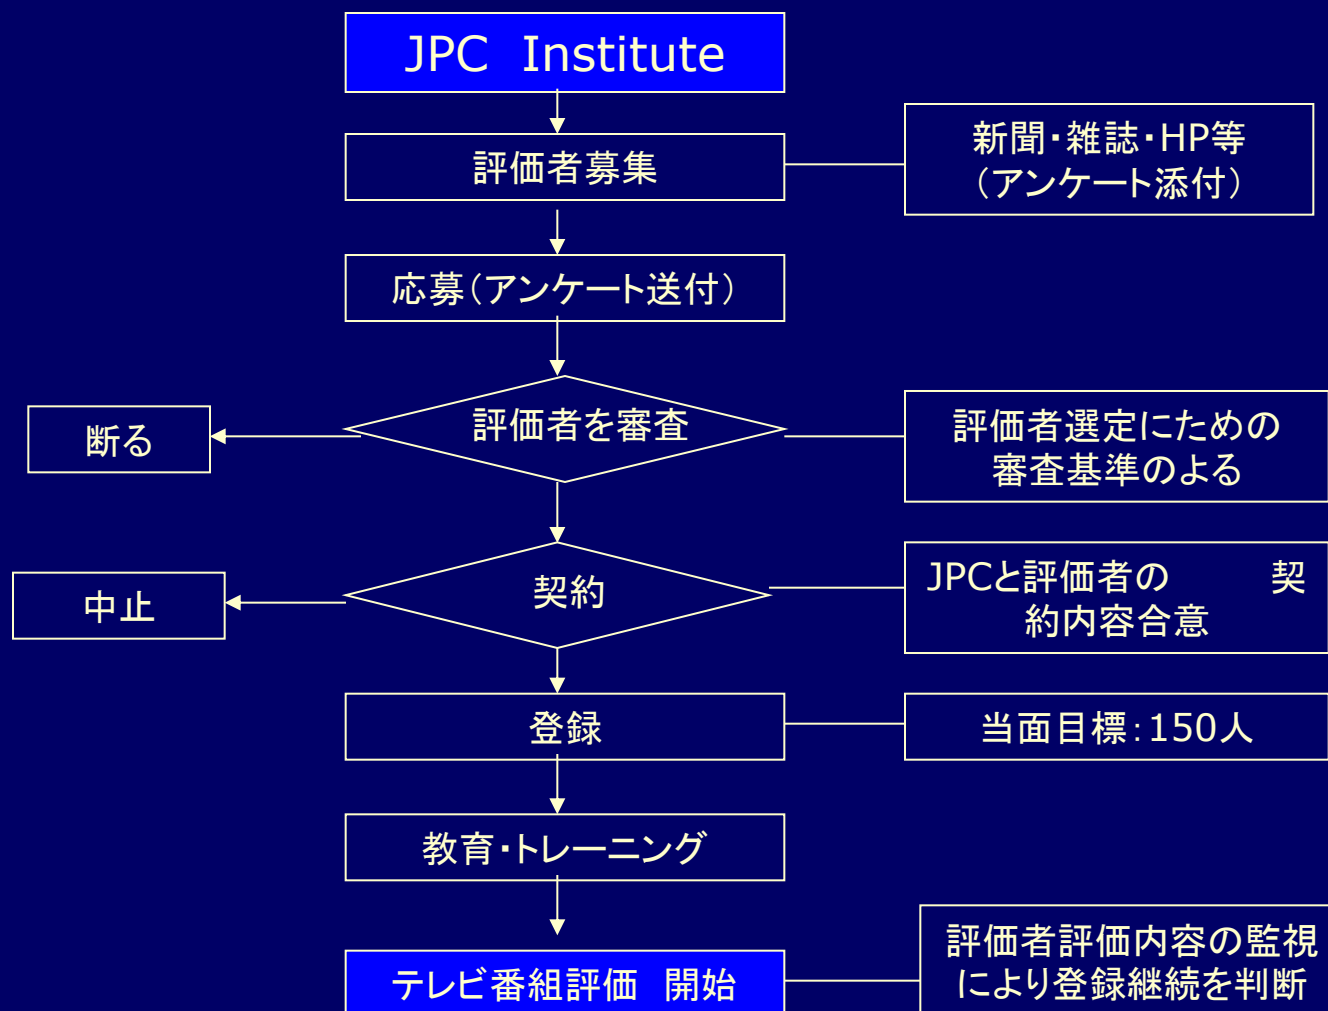 JPC Institute
評価者募集
新聞・雑誌・HP等
（アンケート添付）
応募（アンケート送付）
評価者を審査
断る
評価者選定にための
審査基準のよる
契約
中止
JPCと評価者の　　契
約内容合意
登録
当面目標：150人
教育・トレーニング
テレビ番組評価　開始
評価者評価内容の監視
により登録継続を判断